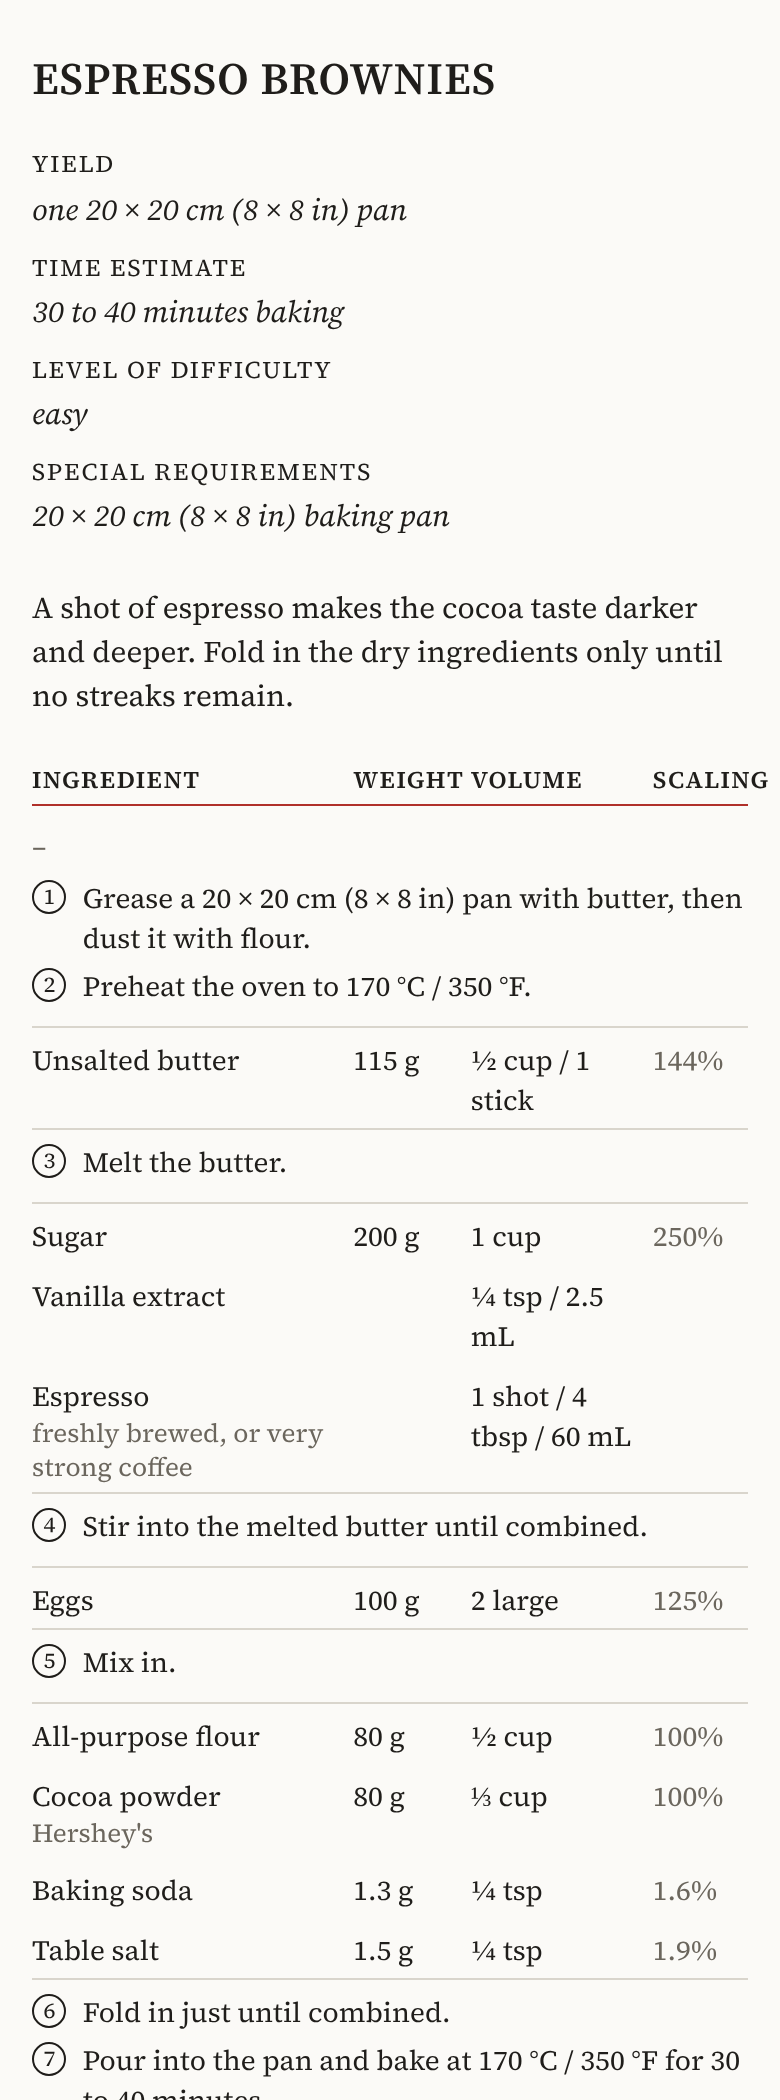 ESPRESSO BROWNIES
YIELD
one 20 × 20 cm (8 × 8 in) pan
TIME ESTIMATE
30 to 40 minutes baking
LEVEL OF DIFFICULTY
easy
SPECIAL REQUIREMENTS
20 × 20 cm (8 × 8 in) baking pan
A shot of espresso makes the cocoa taste darker
and deeper. Fold in the dry ingredients only until
no streaks remain.
INGREDIENT WEIGHT VOLUME SCALING
–
1 Grease a 20 × 20 cm (8 × 8 in) pan with butter, then
dust it with flour.
2 Preheat the oven to 170 °C / 350 °F.
Unsalted butter 115 g ½ cup / 1 144%
stick
3 Melt the butter.
Sugar 200 g 1 cup 250%
Vanilla extract ¼ tsp / 2.5
mL
Espresso 1 shot / 4
freshly brewed, or very tbsp / 60 mL
strong coffee
4 Stir into the melted butter until combined.
Eggs 100 g 2 large 125%
5 Mix in.
All-purpose flour 80 g ½ cup 100%
Cocoa powder 80 g ⅓ cup 100%
Hershey's
Baking soda 1.3 g ¼ tsp 1.6%
Table salt 1.5 g ¼ tsp 1.9%
6 Fold in just until combined.
7 Pour into the pan and bake at 170 °C / 350 °F for 30
to 40 minutes